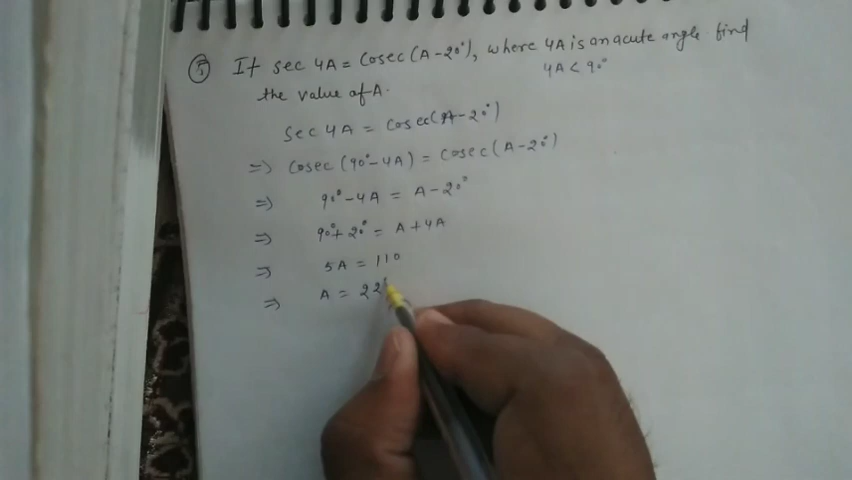 (5) If sec 4A = Cosec(A-20°), where 4A is an acute angle find
4A < 90°
the value of A.
Sec 4A = Cosec(A-20°)
⇒ Cosec (90°-4A) = Cosec(A-20°)
⇒ 90°-4A = A-20°
⇒ 90°+20° = A+4A
⇒ 5A = 110
⇒ A = 22°